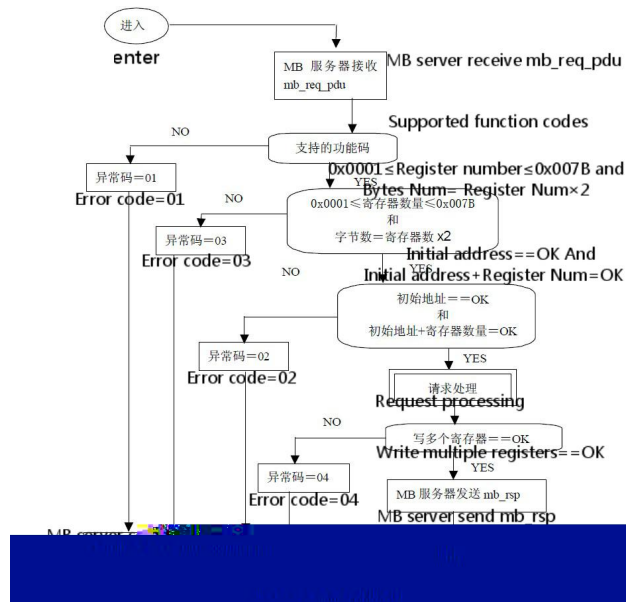 进入
enter
MB 服务器接收
mb_req_pdu
MB server receive mb_req_pdu
Supported function codes
NO
支持的功能码
异常码=01
Error code=01
YES
0x0001≤Register number≤0x007B and
Bytes Num= Register Num×2
NO
0x0001≤寄存器数量≤0x007B
和
字节数=寄存器数 x2
异常码=03
Error code=03
YES
Initial address==OK And
Initial address+Register Num=OK
NO
初始地址==OK
和
初始地址+寄存器数量=OK
异常码=02
Error code=02
YES
请求处理
Request processing
NO
写多个寄存器==OK
Write multiple registers==OK
异常码=04
Error code=04
YES
MB 服务器发送 mb_rsp
MB server send mb_rsp
MB server